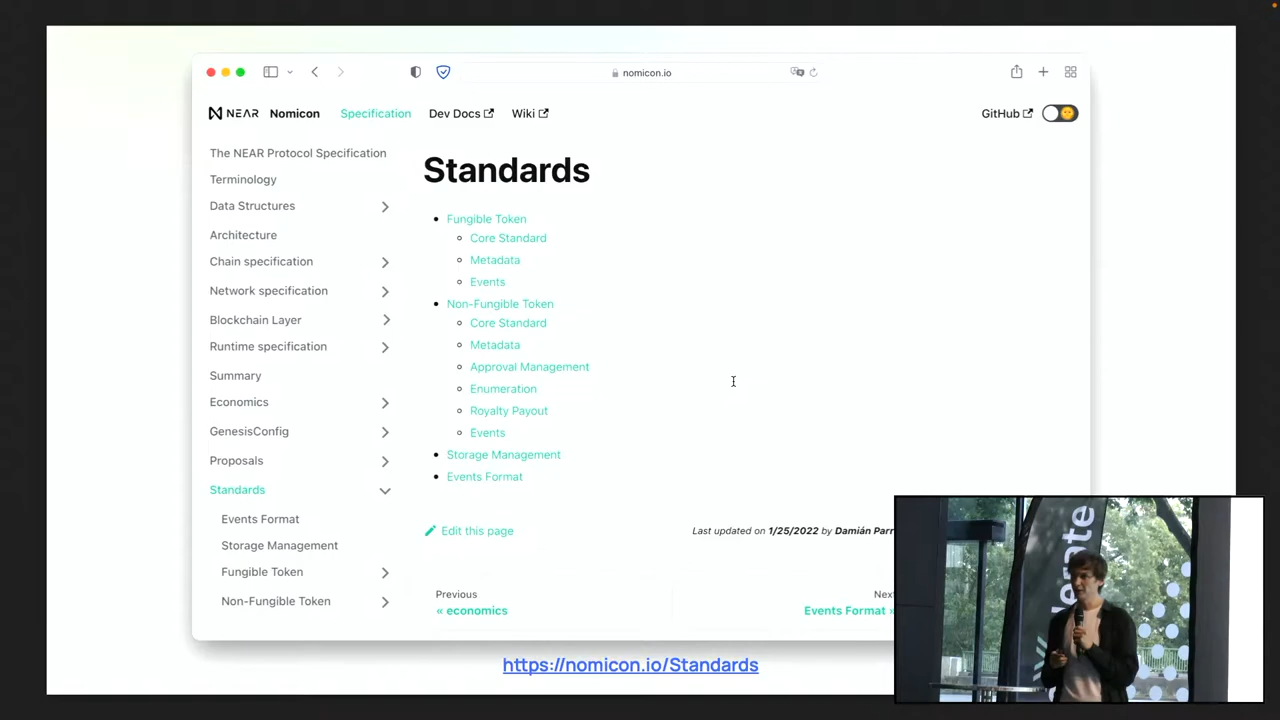 nomicon.io
NEAR Nomicon Specification Dev Docs Wiki GitHub
The NEAR Protocol Specification
Terminology
Data Structures
Architecture
Chain specification
Network specification
Blockchain Layer
Runtime specification
Summary
Economics
GenesisConfig
Proposals
Standards
Events Format
Storage Management
Fungible Token
Non-Fungible Token
Standards
Fungible Token
Core Standard
Metadata
Events
Non-Fungible Token
Core Standard
Metadata
Approval Management
Enumeration
Royalty Payout
Events
Storage Management
Events Format
Edit this page
Last updated on 1/25/2022 by Damián Parr
Previous
« economics
Next
Events Format »
https://nomicon.io/Standards